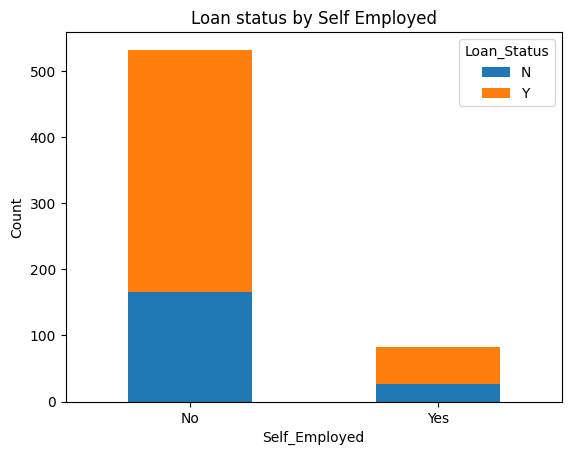 Loan status by Self Employed
Loan_Status
N
Y
500
400
300
200
100
0
Count
No
Yes
Self_Employed